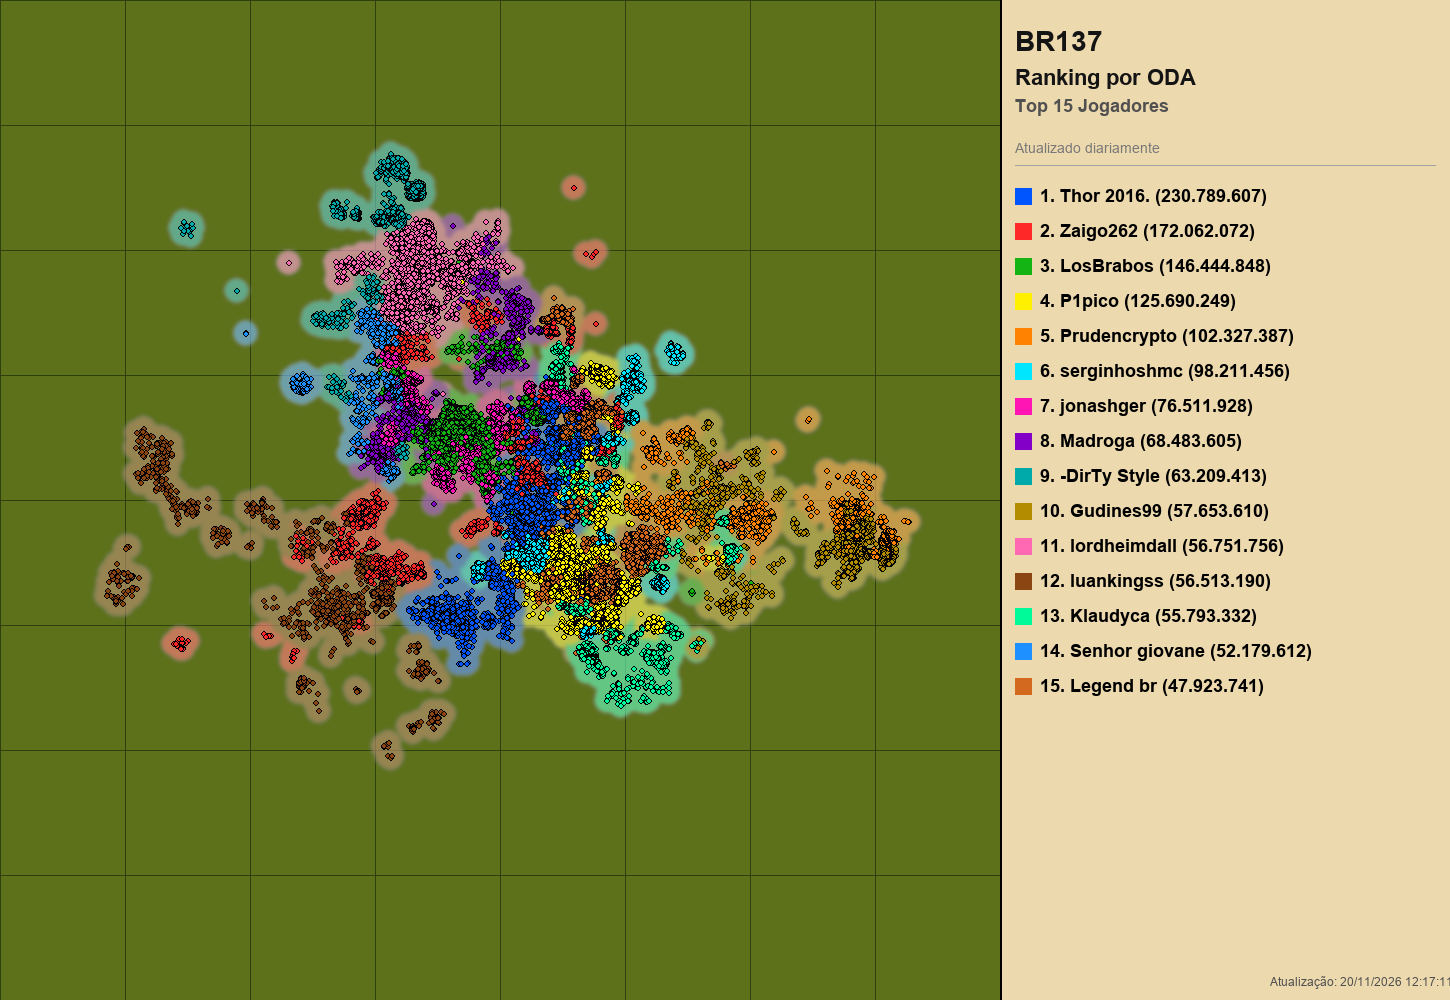 BR137
Ranking por ODA
Top 15 Jogadores
Atualizado diariamente
1. Thor 2016. (230.789.607)
2. Zaigo262 (172.062.072)
3. LosBrabos (146.444.848)
4. P1pico (125.690.249)
5. Prudencrypto (102.327.387)
6. serginhoshmc (98.211.456)
7. jonashger (76.511.928)
8. Madroga (68.483.605)
9. -DirTy Style (63.209.413)
10. Gudines99 (57.653.610)
11. lordheimdall (56.751.756)
12. luankingss (56.513.190)
13. Klaudyca (55.793.332)
14. Senhor giovane (52.179.612)
15. Legend br (47.923.741)
Atualização: 20/11/2026 12:17:11